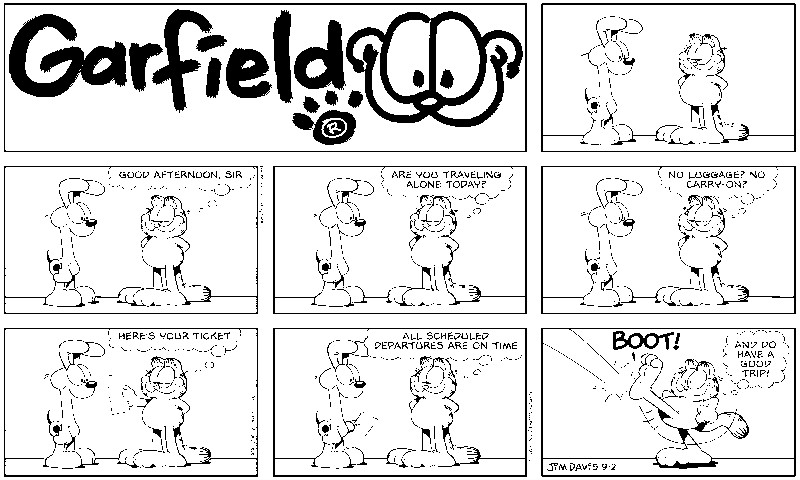 Garfield
®
GOOD AFTERNOON, SIR
ARE YOU TRAVELING
ALONE TODAY?
NO LUGGAGE? NO
CARRY-ON?
HERE'S YOUR TICKET
ALL SCHEDULED
DEPARTURES ARE ON TIME
BOOT!
AND DO
HAVE A
GOOD
TRIP!
JIM DAVIS 9-2